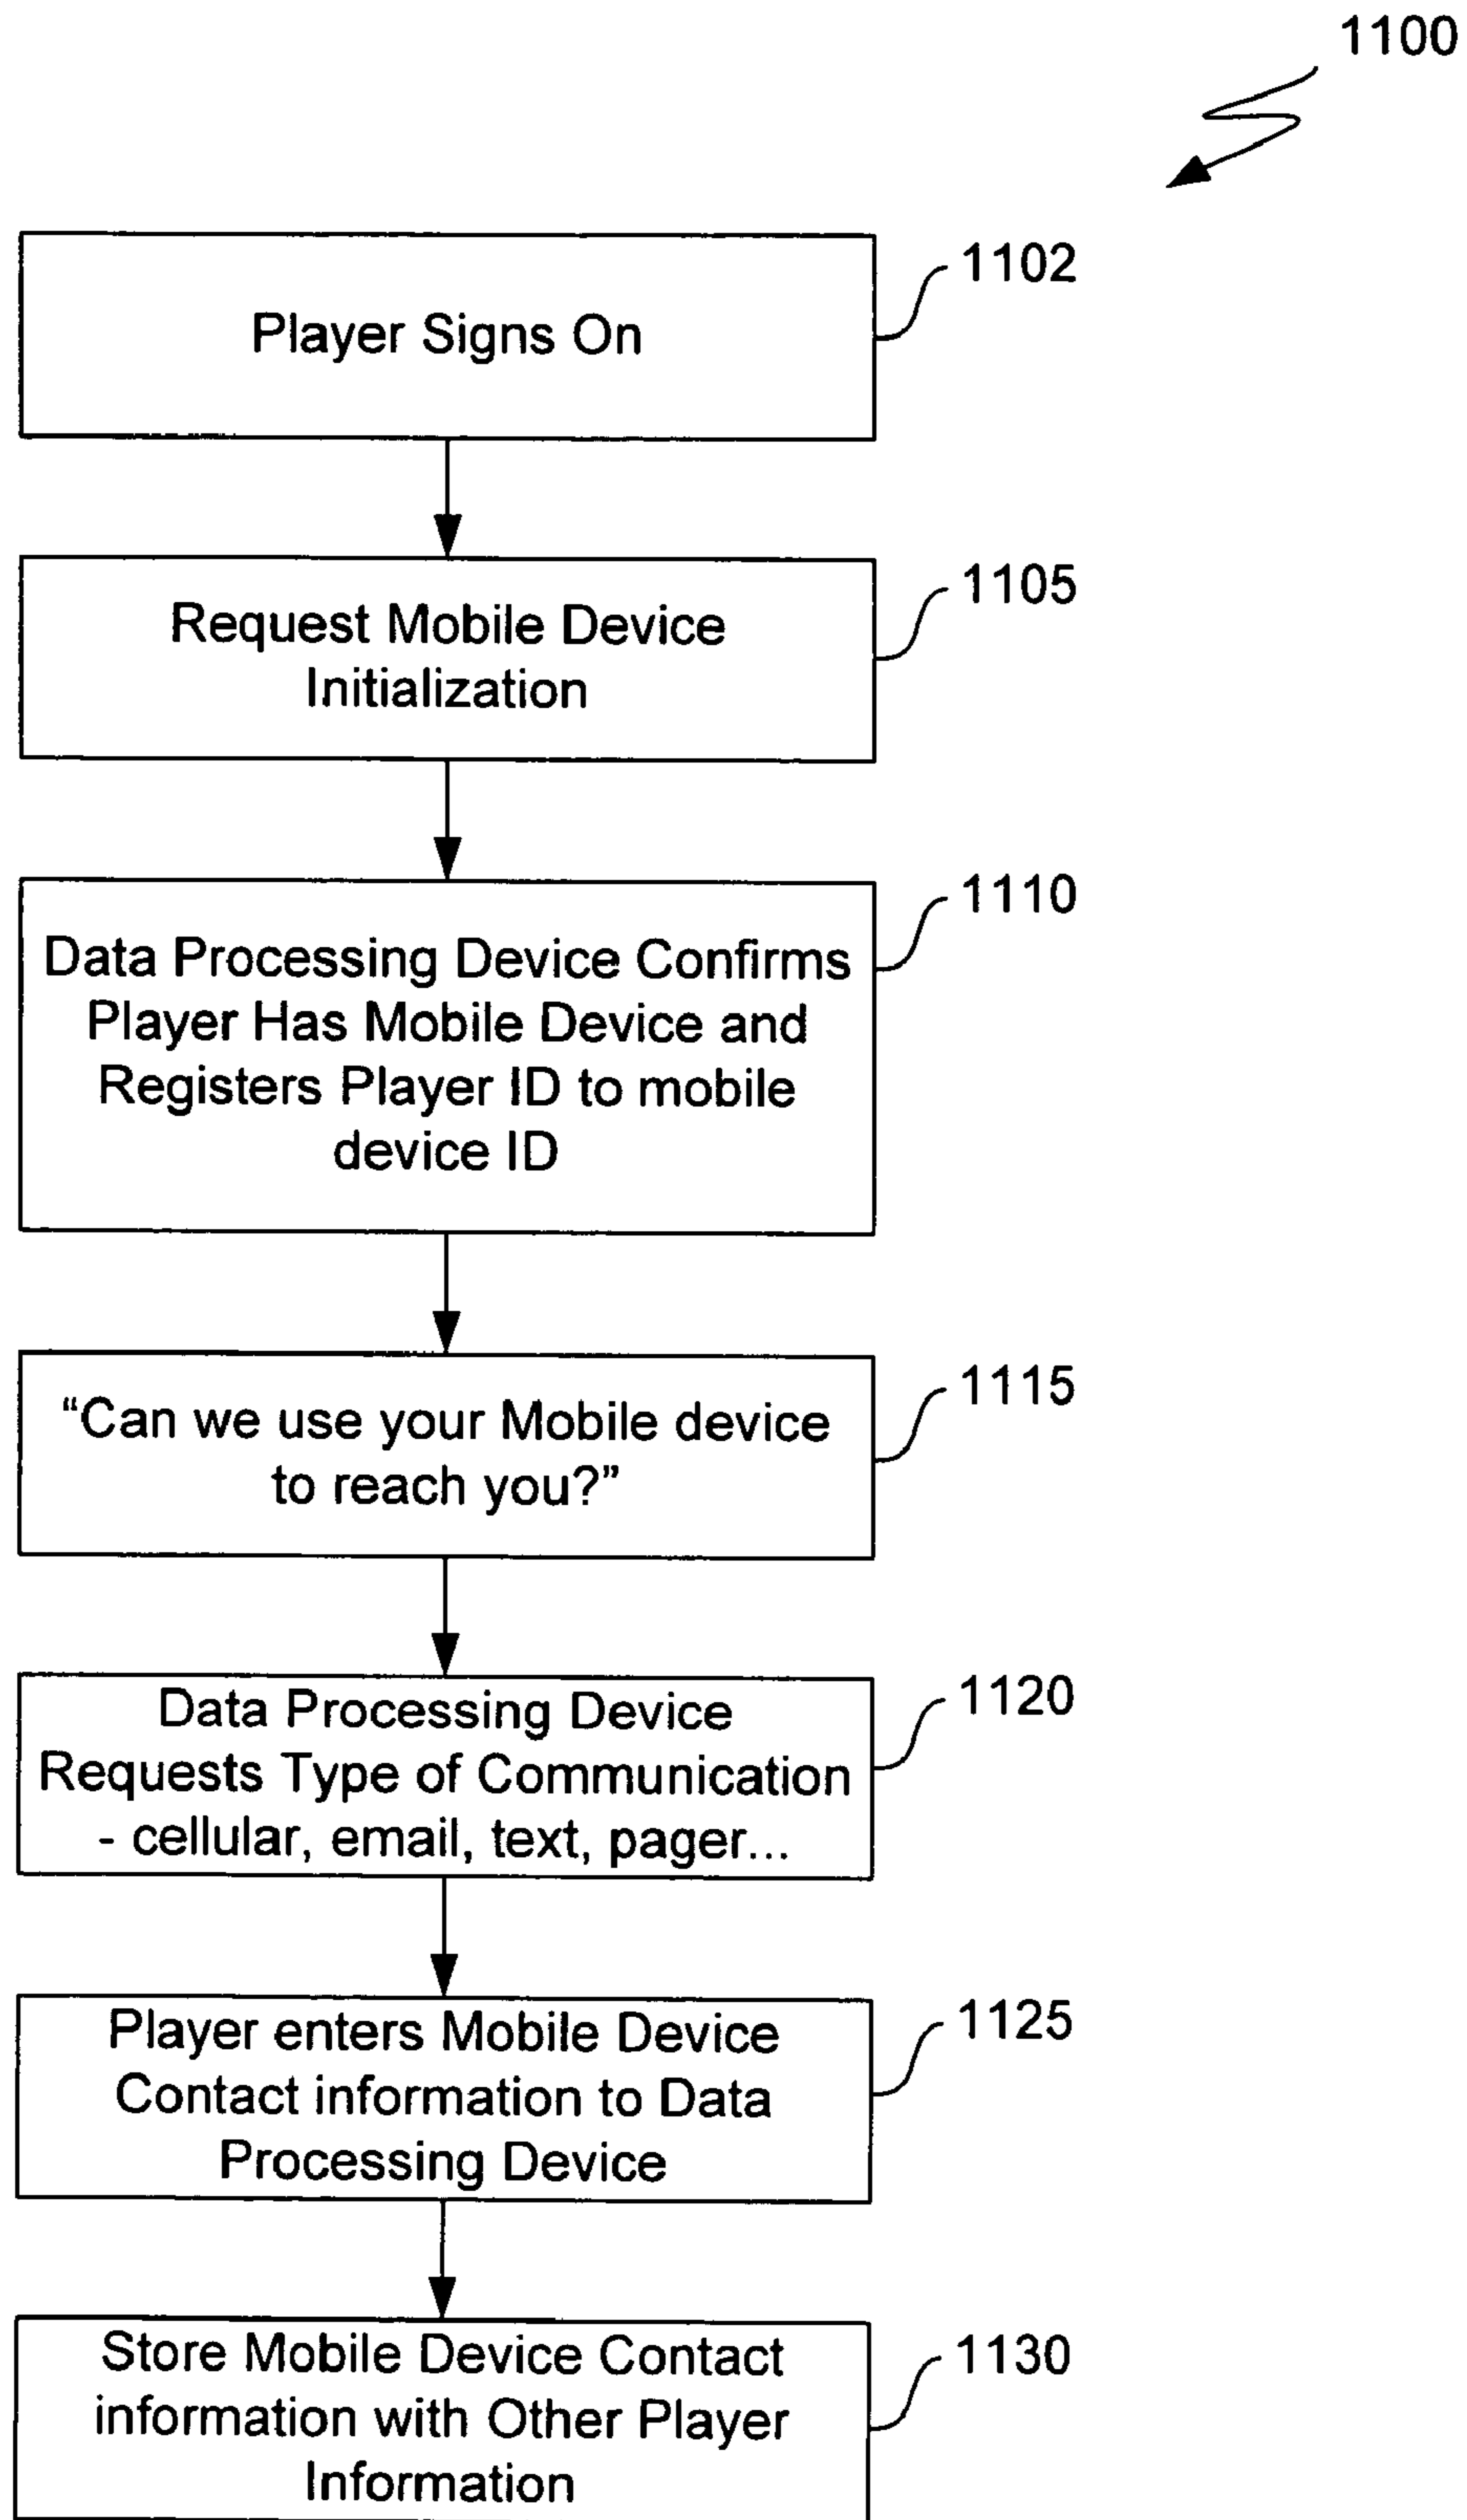 1100
Player Signs On
1102
Request Mobile Device
Initialization
1105
Data Processing Device Confirms
Player Has Mobile Device and
Registers Player ID to mobile
device ID
1110
“Can we use your Mobile device
to reach you?”
1115
Data Processing Device
Requests Type of Communication
- cellular, email, text, pager...
1120
Player enters Mobile Device
Contact information to Data
Processing Device
1125
Store Mobile Device Contact
information with Other Player
Information
1130